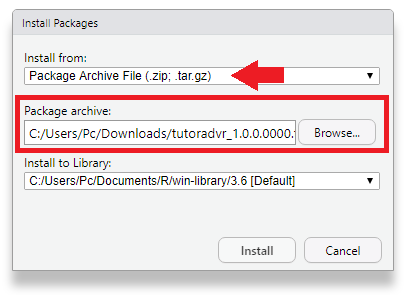 Install Packages
Install from:
Package Archive File (.zip; .tar.gz)
Package archive:
C:/Users/Pc/Downloads/tutoradvr_1.0.0.0000. Browse...
Install to Library:
C:/Users/Pc/Documents/R/win-library/3.6 [Default]
Install Cancel